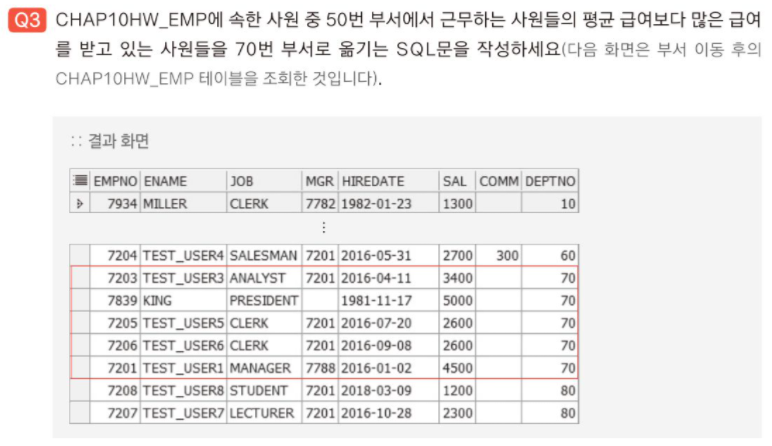 Q3 CHAP10HW_EMP에 속한 사원 중 50번 부서에서 근무하는 사원들의 평균 급여보다 많은 급여
를 받고 있는 사원들을 70번 부서로 옮기는 SQL문을 작성하세요(다음 화면은 부서 이동 후의
CHAP10HW_EMP 테이블을 조회한 것입니다).
:: 결과 화면
EMPNO ENAME JOB MGR HIREDATE SAL COMM DEPTNO
7934 MILLER CLERK 7782 1982-01-23 1300 10
⋮
7204 TEST_USER4 SALESMAN 7201 2016-05-31 2700 300 60
7203 TEST_USER3 ANALYST 7201 2016-04-11 3400 70
7839 KING PRESIDENT 1981-11-17 5000 70
7205 TEST_USER5 CLERK 7201 2016-07-20 2600 70
7206 TEST_USER6 CLERK 7201 2016-09-08 2600 70
7201 TEST_USER1 MANAGER 7788 2016-01-02 4500 70
7208 TEST_USER8 STUDENT 7201 2018-03-09 1200 80
7207 TEST_USER7 LECTURER 7201 2016-10-28 2300 80